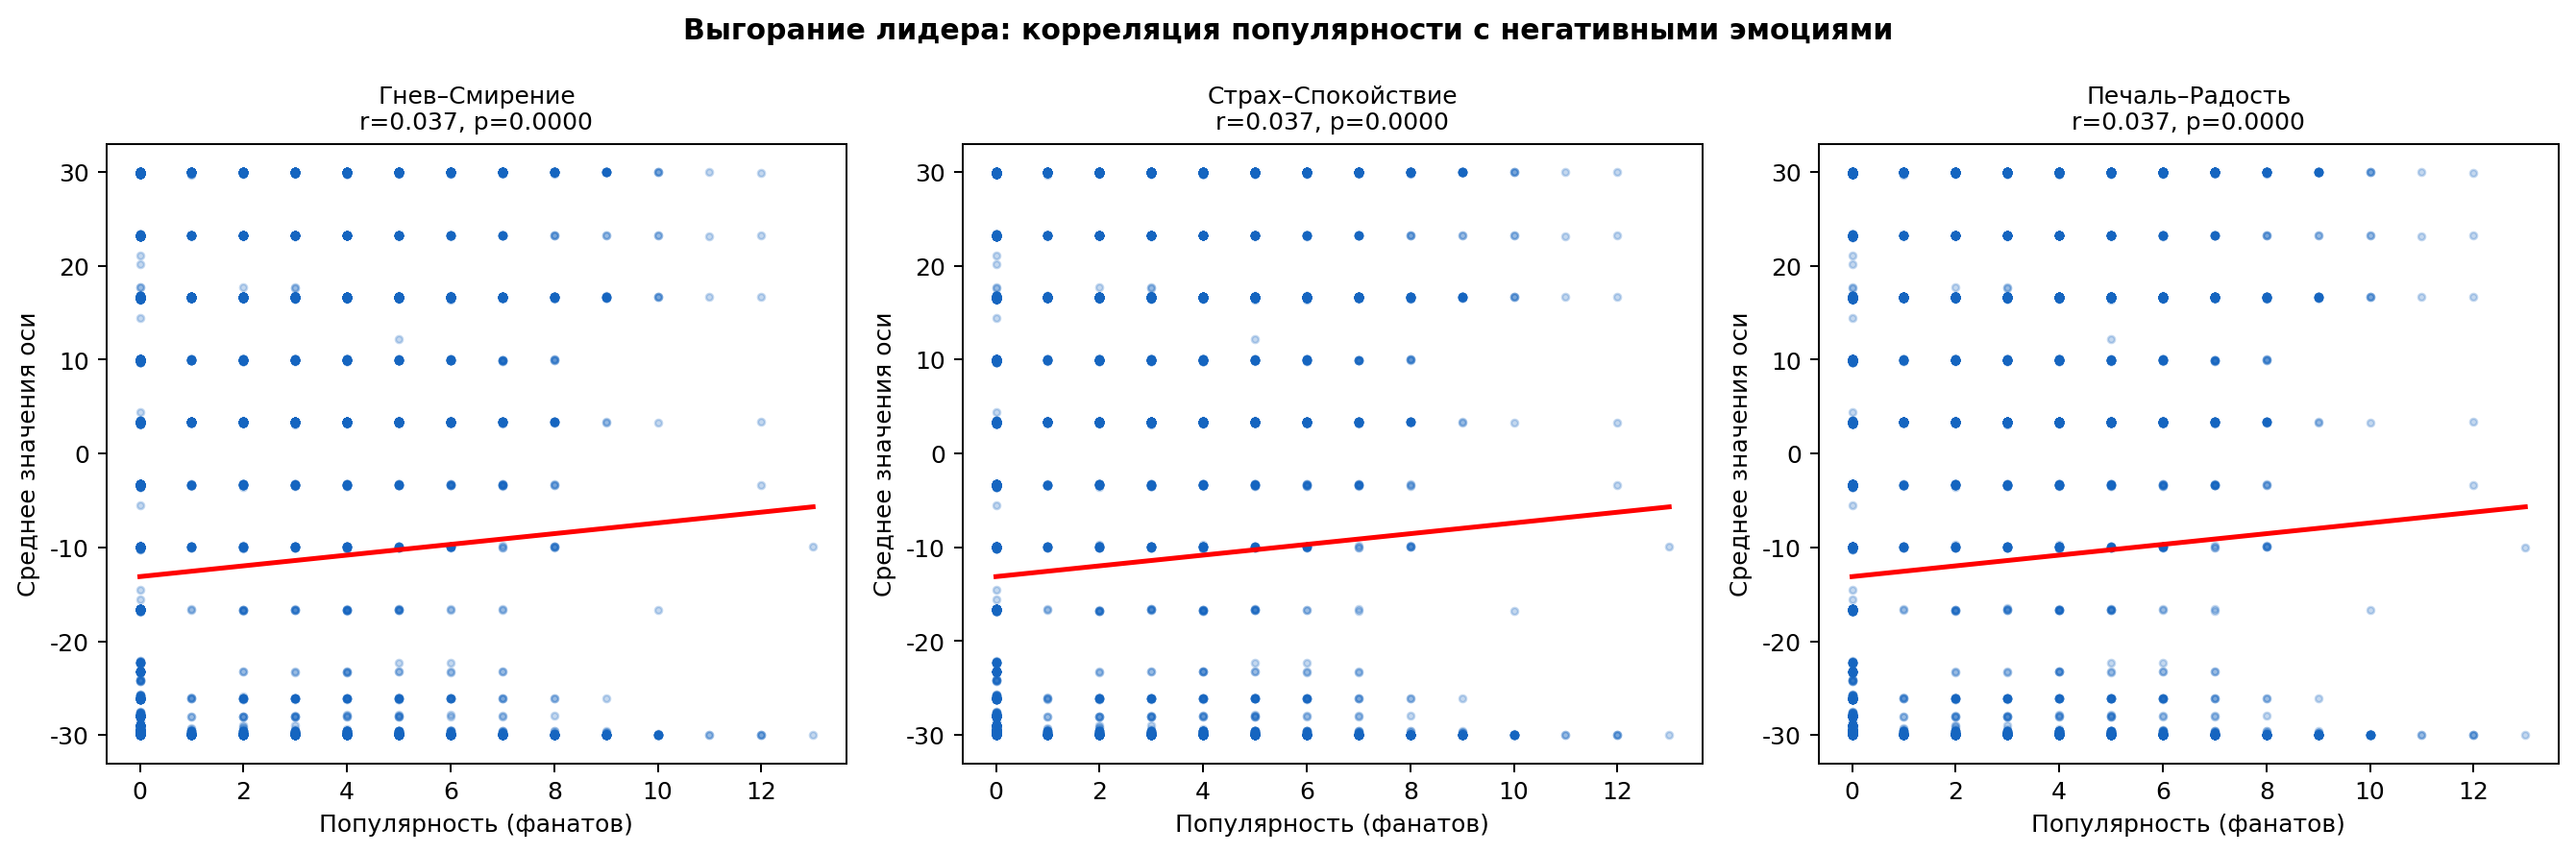 Выгорание лидера: корреляция популярности с негативными эмоциями
Гнев–Смирение
r=0.037, p=0.0000
30
20
10
0
-10
-20
-30
Среднее значения оси
0 2 4 6 8 10 12
Популярность (фанатов)
Страх–Спокойствие
r=0.037, p=0.0000
30
20
10
0
-10
-20
-30
Среднее значения оси
0 2 4 6 8 10 12
Популярность (фанатов)
Печаль–Радость
r=0.037, p=0.0000
30
20
10
0
-10
-20
-30
Среднее значения оси
0 2 4 6 8 10 12
Популярность (фанатов)